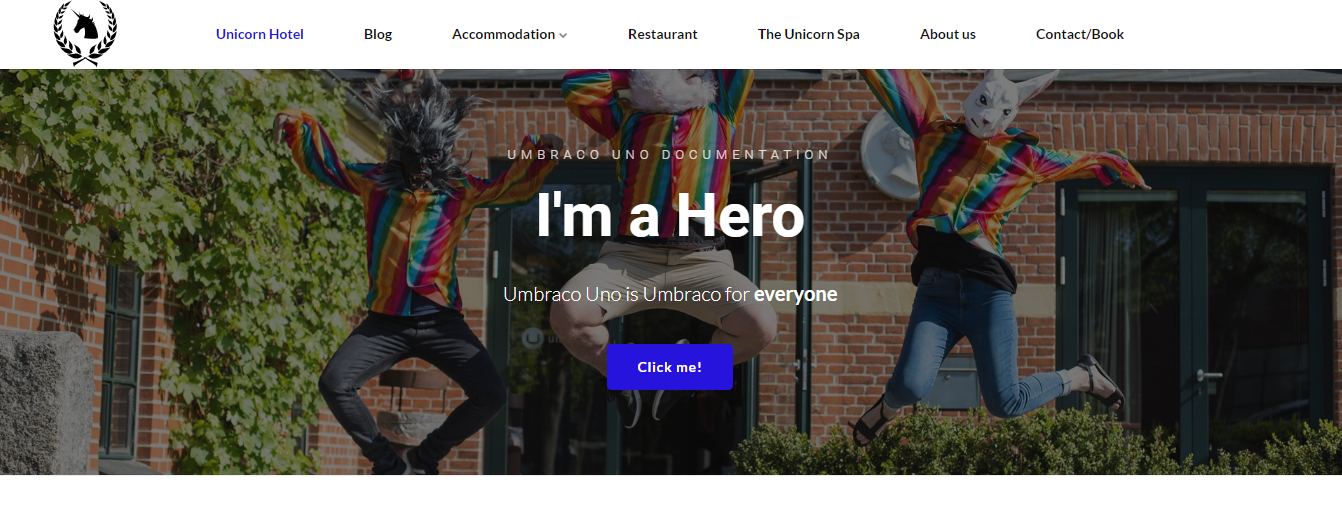 Unicorn Hotel
Blog
Accommodation
Restaurant
The Unicorn Spa
About us
Contact/Book
UMBRACO UNO DOCUMENTATION
I'm a Hero
Umbraco Uno is Umbraco for everyone
Click me!